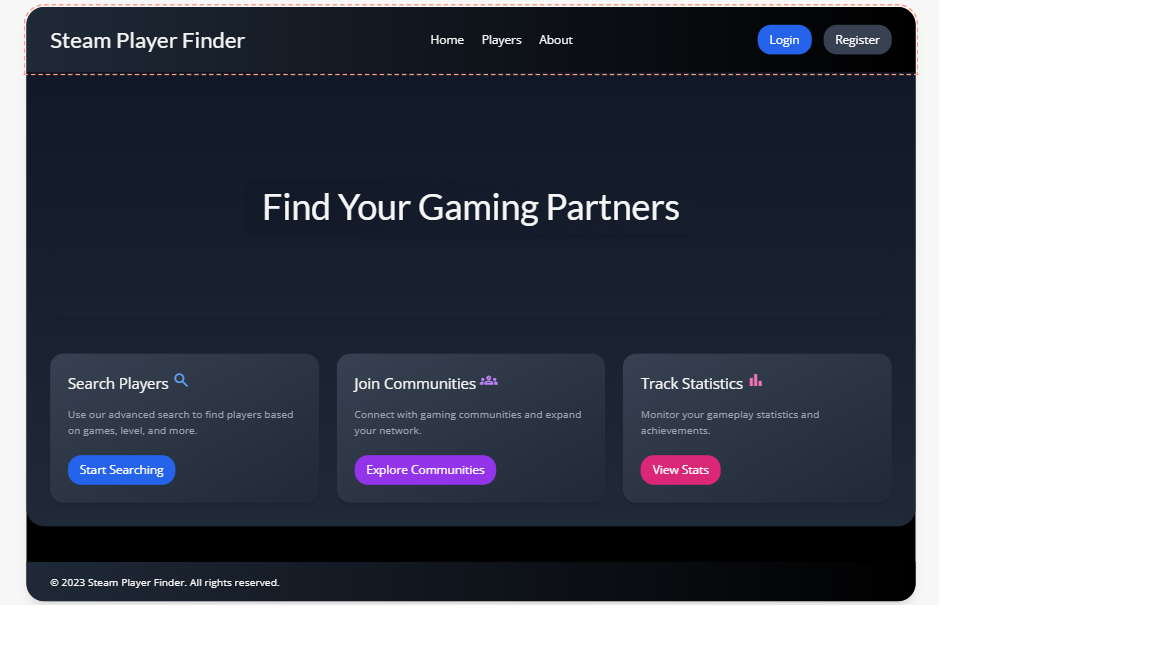 Steam Player Finder
Home Players About
Login Register
Find Your Gaming Partners
Search Players
Use our advanced search to find players based
on games, level, and more.
Start Searching
Join Communities
Connect with gaming communities and expand
your network.
Explore Communities
Track Statistics
Monitor your gameplay statistics and
achievements.
View Stats
© 2023 Steam Player Finder. All rights reserved.